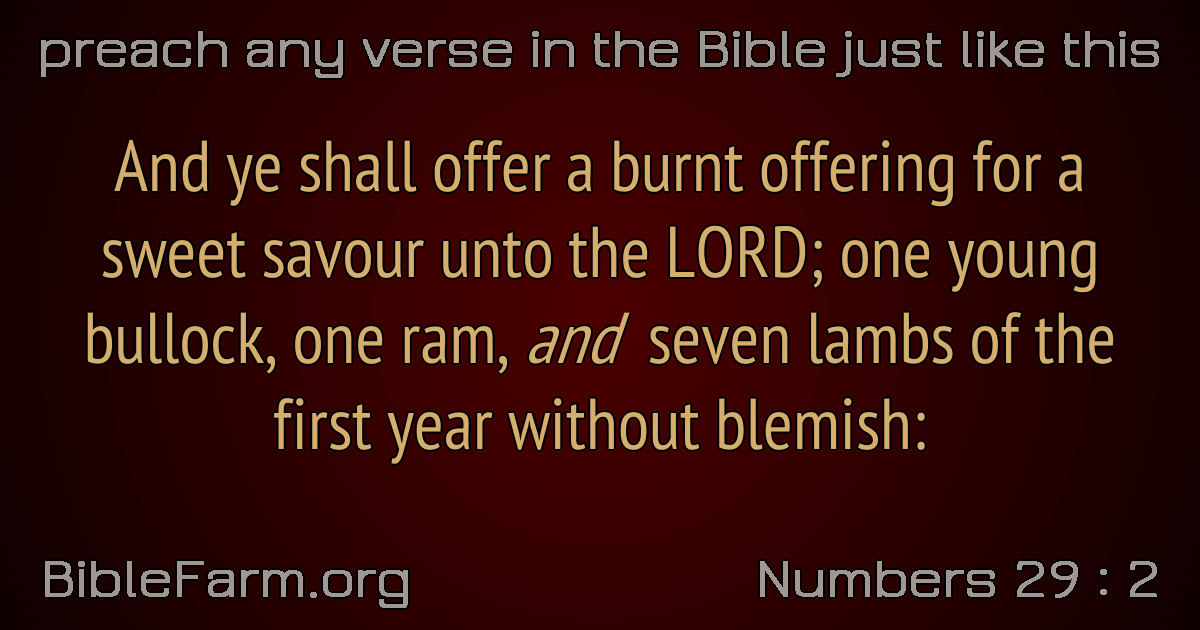 preach any verse in the Bible just like this
And ye shall offer a burnt offering for a
sweet savour unto the LORD; one young
bullock, one ram, and seven lambs of the
first year without blemish:
BibleFarm.org
Numbers 29 : 2